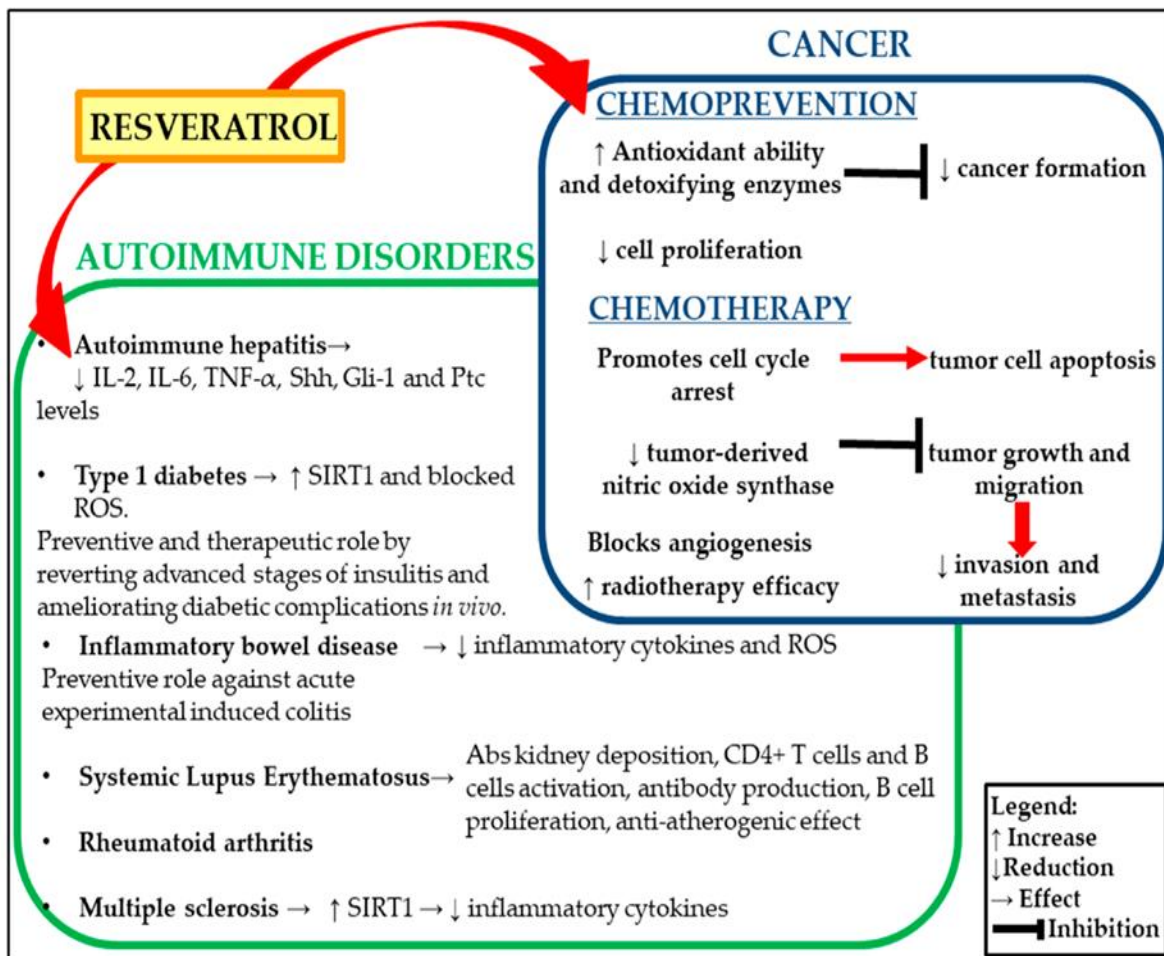 RESVERATROL
CANCER
CHEMOPREVENTION
↑ Antioxidant ability
and detoxifying enzymes
↓ cancer formation
↓ cell proliferation
CHEMOTHERAPY
Promotes cell cycle
arrest
tumor cell apoptosis
↓ tumor-derived
nitric oxide synthase
tumor growth and
migration
Blocks angiogenesis
↑ radiotherapy efficacy
↓ invasion and
metastasis
AUTOIMMUNE DISORDERS
• Autoimmune hepatitis→
↓ IL-2, IL-6, TNF-α, Shh, Gli-1 and Ptc
levels
• Type 1 diabetes → ↑ SIRT1 and blocked
ROS.
Preventive and therapeutic role by
reverting advanced stages of insulitis and
ameliorating diabetic complications in vivo.
• Inflammatory bowel disease → ↓ inflammatory cytokines and ROS
Preventive role against acute
experimental induced colitis
• Systemic Lupus Erythematosus→
Abs kidney deposition, CD4+ T cells and B
cells activation, antibody production, B cell
proliferation, anti-atherogenic effect
• Rheumatoid arthritis
• Multiple sclerosis → ↑ SIRT1 → ↓ inflammatory cytokines
Legend:
↑ Increase
↓Reduction
→ Effect
Inhibition